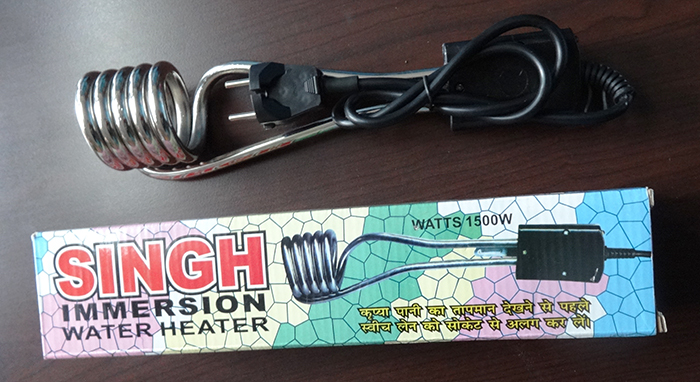 WATTS 1500W
SINGH
IMMERSION
WATER HEATER
कृप्या पानी का तापमान देखने से पहले
स्वीच लेन को सॉकेट से अलग कर लें।